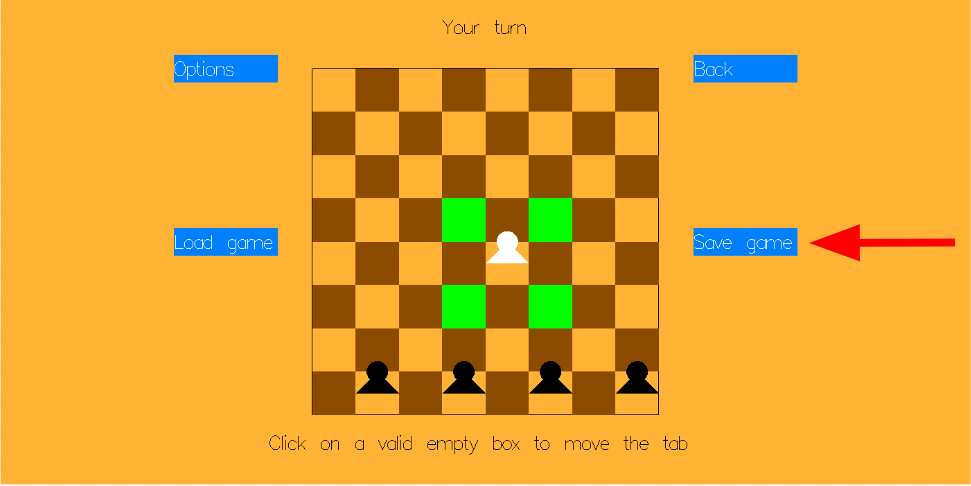 Your turn
Options
Back
Load game
Save game
Click on a valid empty box to move the tab